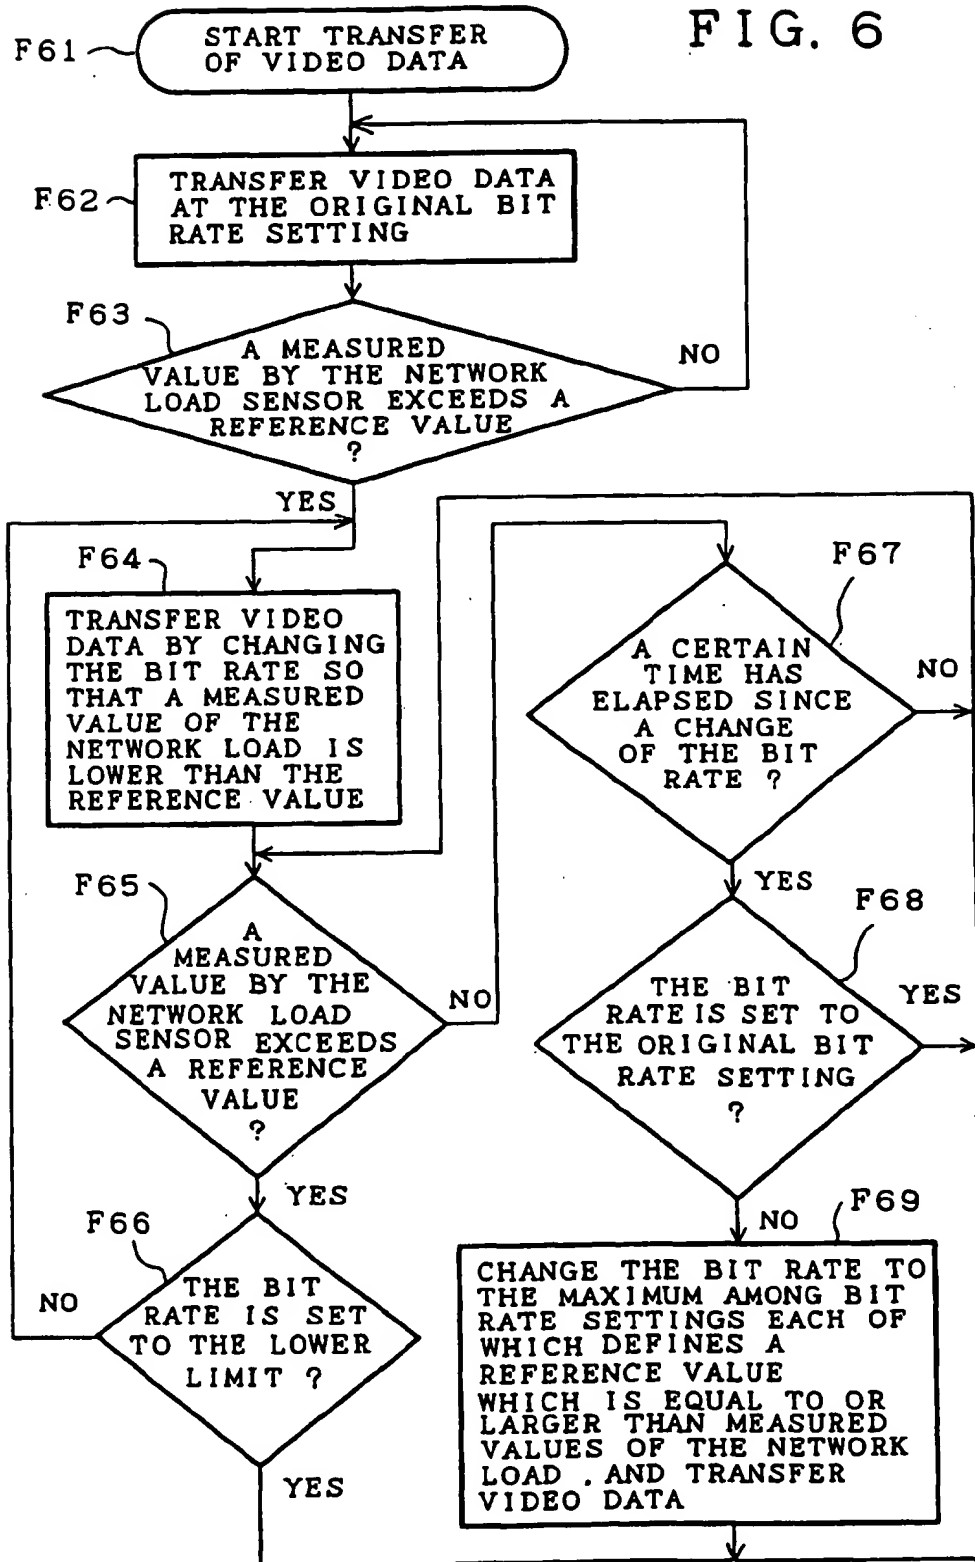 FIG. 6
F61
START TRANSFER
OF VIDEO DATA
F62
TRANSFER VIDEO DATA
AT THE ORIGINAL BIT
RATE SETTING
F63
A MEASURED
VALUE BY THE NETWORK
LOAD SENSOR EXCEEDS A
REFERENCE VALUE
?
NO
YES
F64
TRANSFER VIDEO
DATA BY CHANGING
THE BIT RATE SO
THAT A MEASURED
VALUE OF THE
NETWORK LOAD IS
LOWER THAN THE
REFERENCE VALUE
F65
A
MEASURED
VALUE BY THE
NETWORK LOAD
SENSOR EXCEEDS
A REFERENCE
VALUE
?
NO
YES
F66
THE BIT
RATE IS SET
TO THE LOWER
LIMIT ?
NO
YES
F67
A CERTAIN
TIME HAS
ELAPSED SINCE
A CHANGE
OF THE BIT
RATE ?
NO
YES
F68
THE BIT
RATE IS SET TO
THE ORIGINAL BIT
RATE SETTING
?
YES
NO
F69
CHANGE THE BIT RATE TO
THE MAXIMUM AMONG BIT
RATE SETTINGS EACH OF
WHICH DEFINES A
REFERENCE VALUE
WHICH IS EQUAL TO OR
LARGER THAN MEASURED
VALUES OF THE NETWORK
LOAD . AND TRANSFER
VIDEO DATA